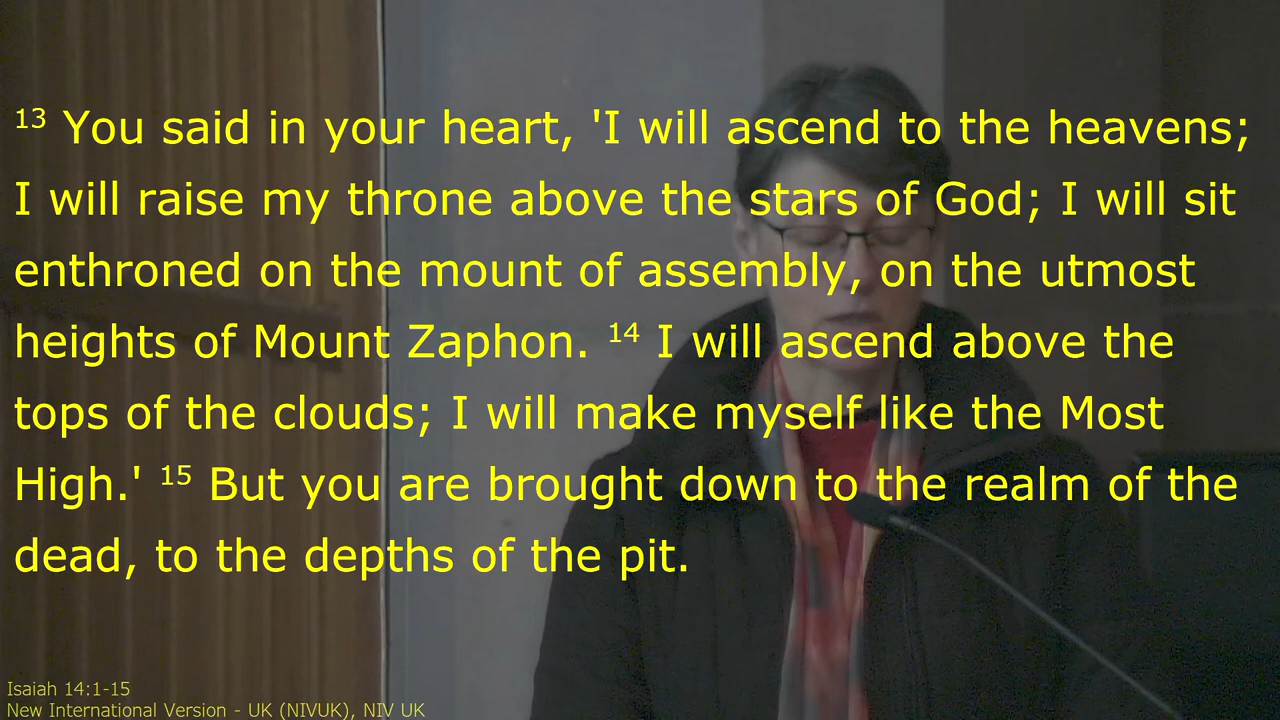 13 You said in your heart, 'I will ascend to the heavens;
I will raise my throne above the stars of God; I will sit
enthroned on the mount of assembly, on the utmost
heights of Mount Zaphon. 14 I will ascend above the
tops of the clouds; I will make myself like the Most
High.' 15 But you are brought down to the realm of the
dead, to the depths of the pit.
Isaiah 14:1-15
New International Version - UK (NIVUK), NIV UK